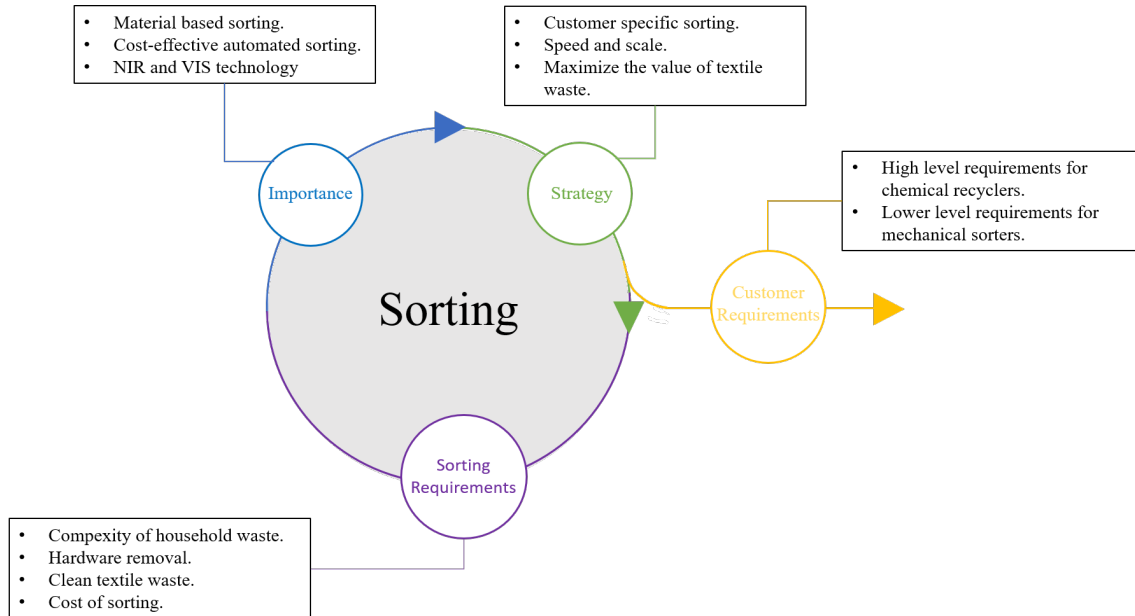 • Material based sorting.
• Cost-effective automated sorting.
• NIR and VIS technology
• Customer specific sorting.
• Speed and scale.
• Maximize the value of textile
waste.
Importance
Strategy
• High level requirements for
chemical recyclers.
• Lower level requirements for
mechanical sorters.
Sorting
Customer
Requirements
Sorting
Requirements
• Compexity of household waste.
• Hardware removal.
• Clean textile waste.
• Cost of sorting.